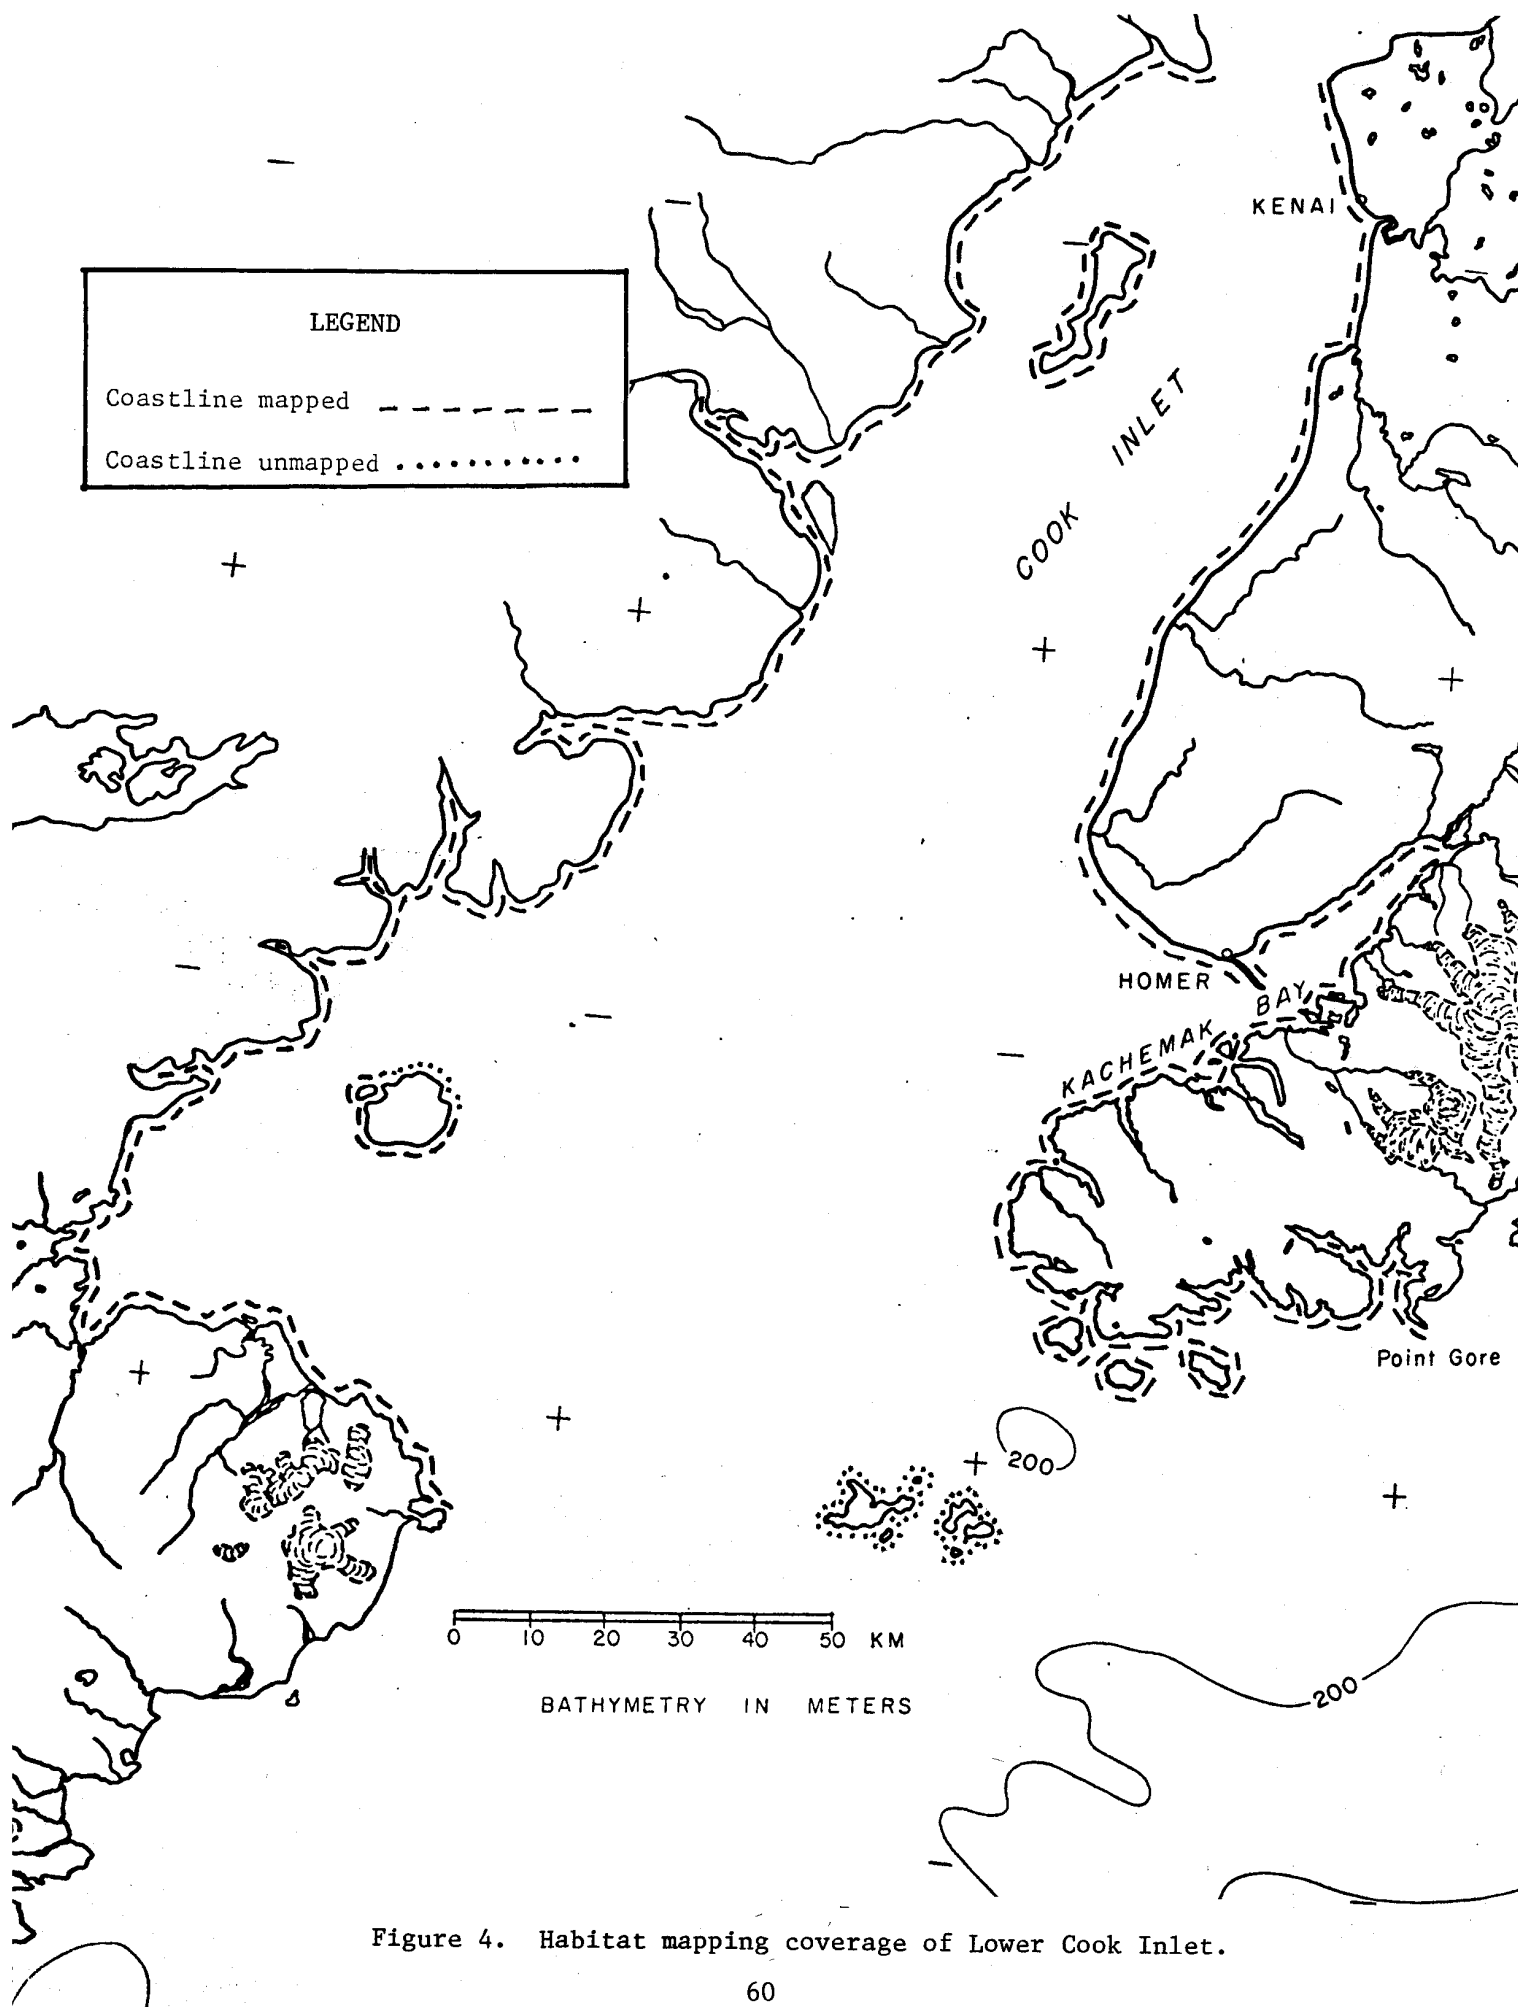 KENAI
LEGEND
Coastline mapped
Coastline unmapped
COOK INLET
HOMER
KACHEMAK BAY
Point Gore
200
0 10 20 30 40 50 KM
200
BATHYMETRY IN METERS
Figure 4. Habitat mapping coverage of Lower Cook Inlet.
60